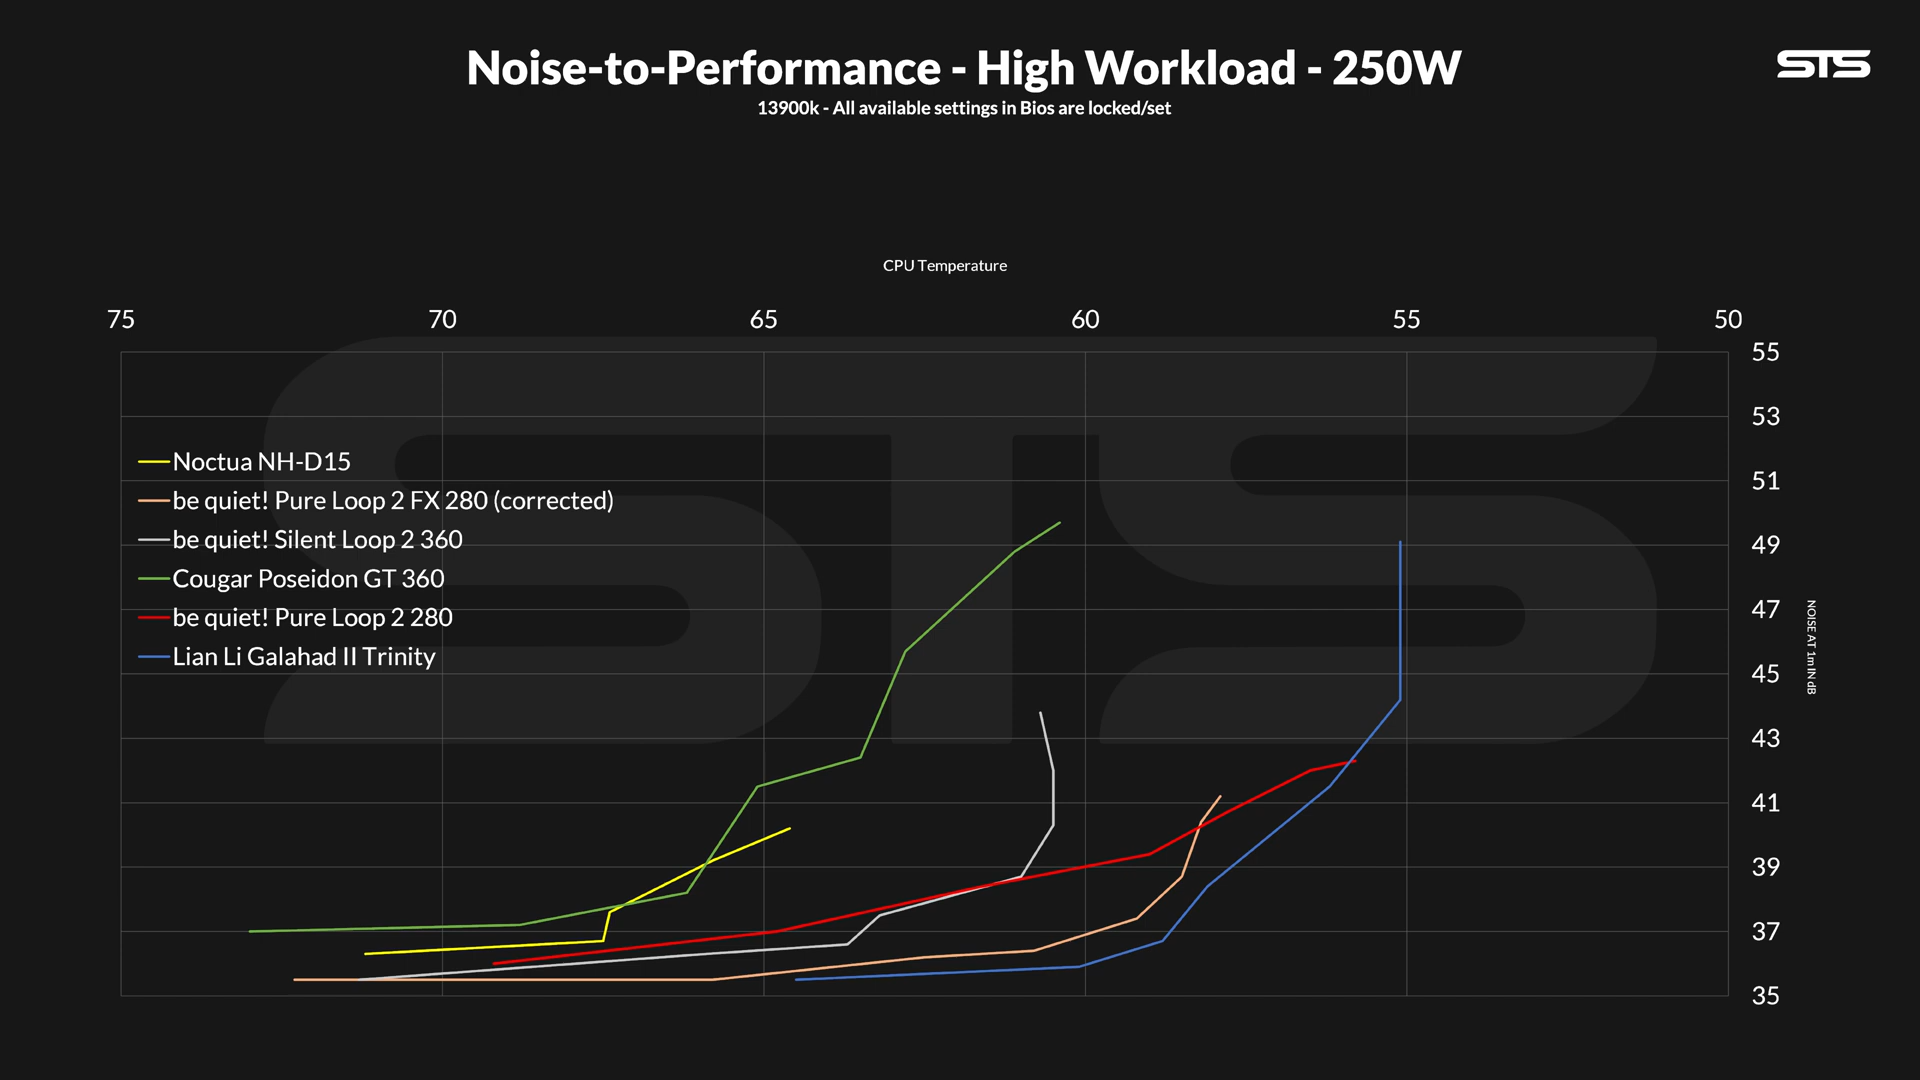 Noise-to-Performance - High Workload - 250W
STS
13900k - All available settings in Bios are locked/set
CPU Temperature
75 70 65 60 55 50
55
53
51
49
47
45
43
41
39
37
35
Noctua NH-D15
be quiet! Pure Loop 2 FX 280 (corrected)
be quiet! Silent Loop 2 360
Cougar Poseidon GT 360
be quiet! Pure Loop 2 280
Lian Li Galahad II Trinity
NOISE AT 1m IN dB
STS